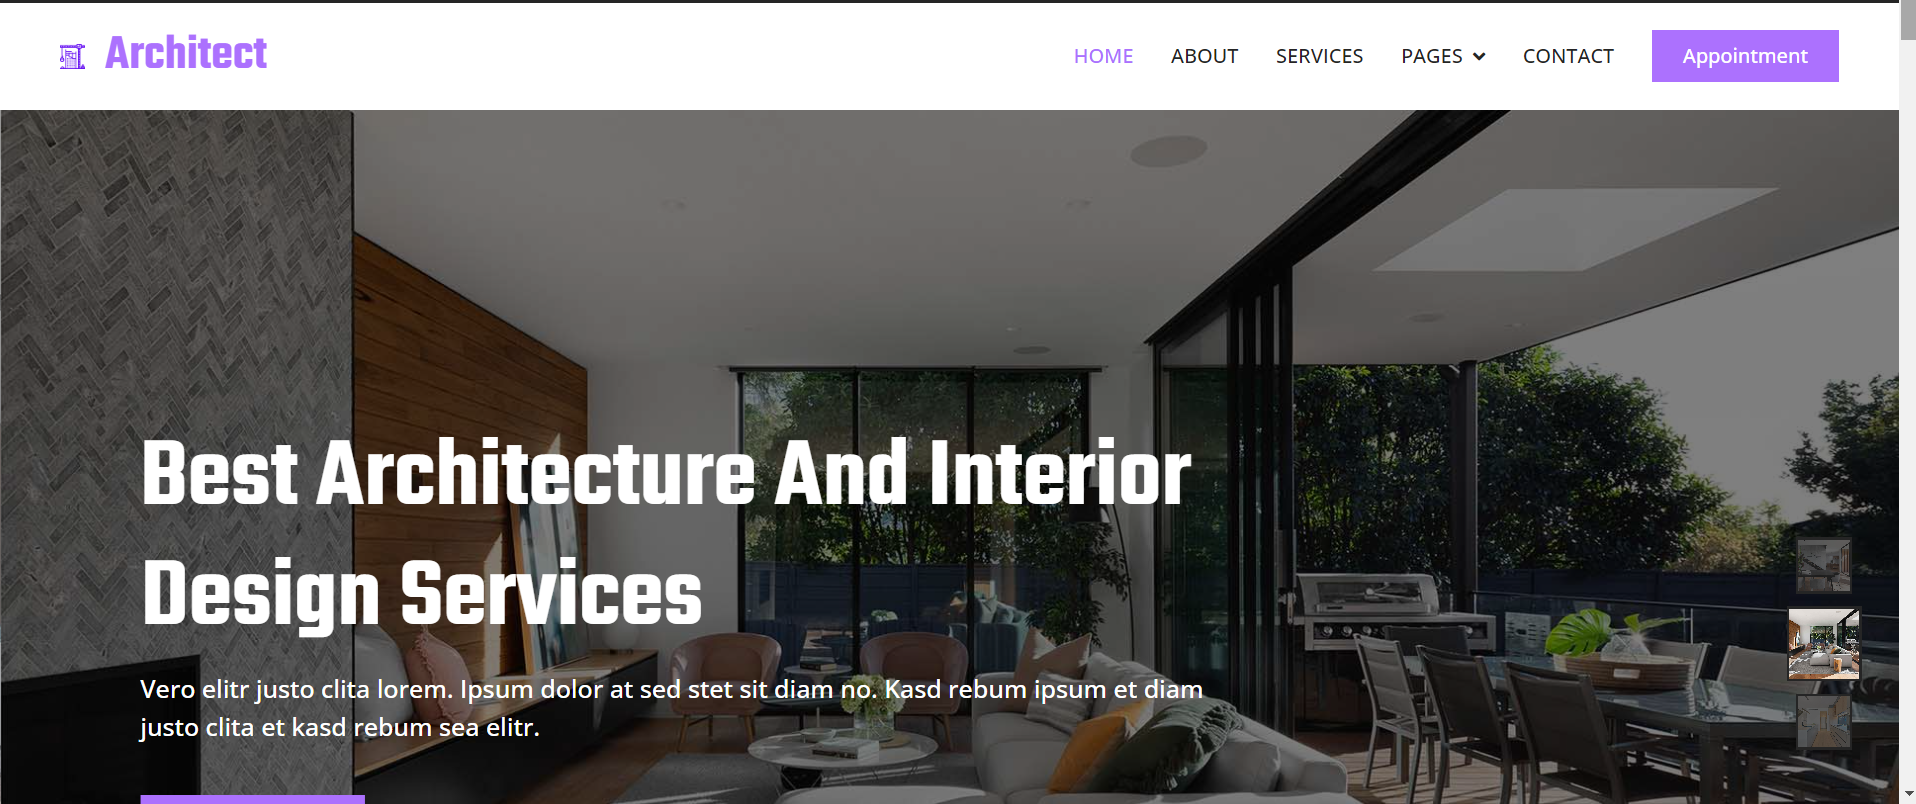 Architect
HOME ABOUT SERVICES PAGES CONTACT Appointment
Best Architecture And Interior
Design Services
Vero elitr justo clita lorem. Ipsum dolor at sed stet sit diam no. Kasd rebum ipsum et diam
justo clita et kasd rebum sea elitr.